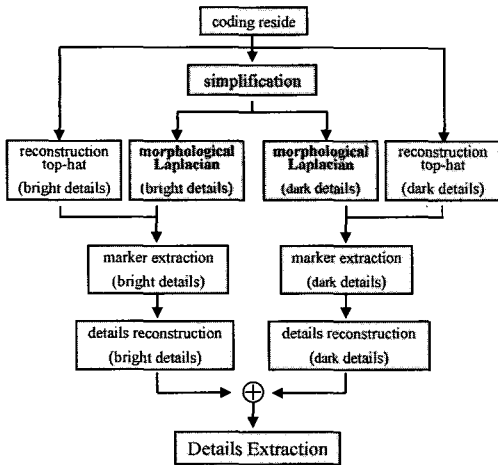 coding reside
simplification
reconstruction
top-hat
(bright details)
morphological
Laplacian
(bright details)
morphological
Laplacian
(dark details)
reconstruction
top-hat
(dark details)
marker extraction
(bright details)
marker extraction
(dark details)
details reconstruction
(bright details)
details reconstruction
(dark details)
Details Extraction